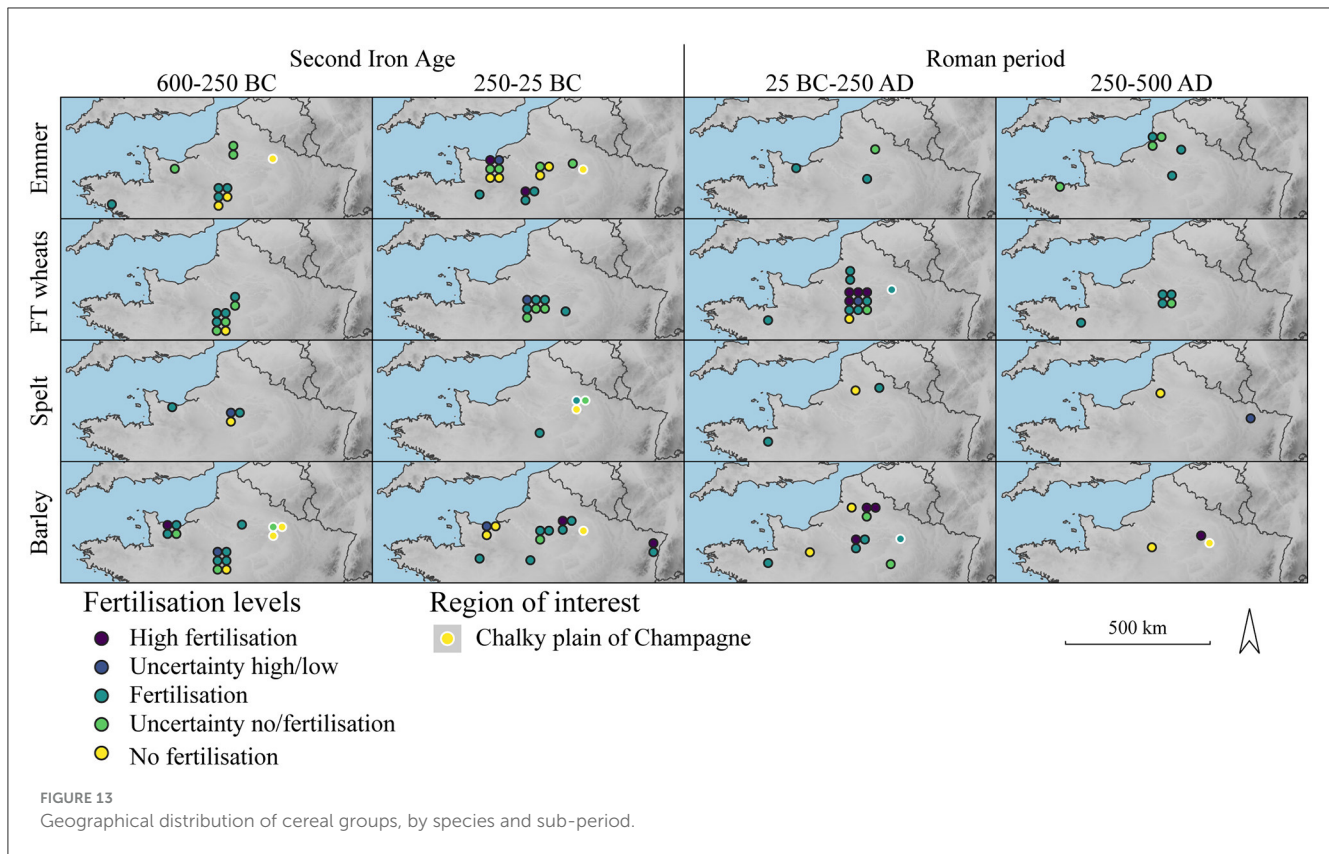 Second Iron Age
Roman period
600-250 BC
250-25 BC
25 BC-250 AD
250-500 AD
Emmer
FT wheats
Spelt
Barley
Fertilisation levels
High fertilisation
Uncertainty high/low
Fertilisation
Uncertainty no/fertilisation
No fertilisation
Region of interest
Chalky plain of Champagne
500 km
FIGURE 13
Geographical distribution of cereal groups, by species and sub-period.